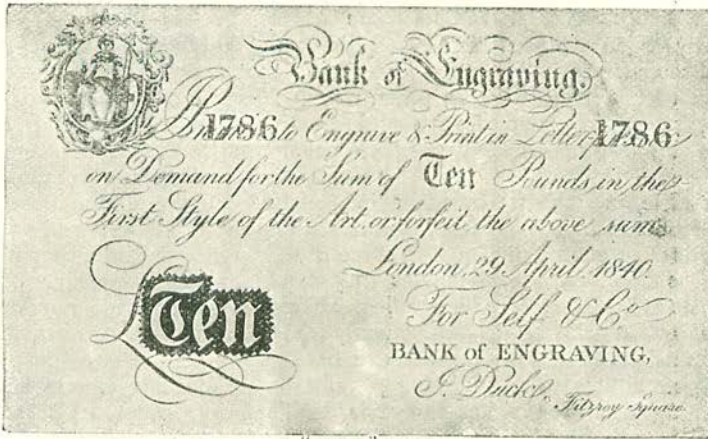 Bank of Engraving.
1786 to Engrave & Print in 1786
on Demand for the Sum of Ten Pounds in the
First Style of the Art, or forfeit the above sum.
London, 29 April 1840.
£Ten
For Self & Co.
BANK of ENGRAVING,
Fitzroy Square.